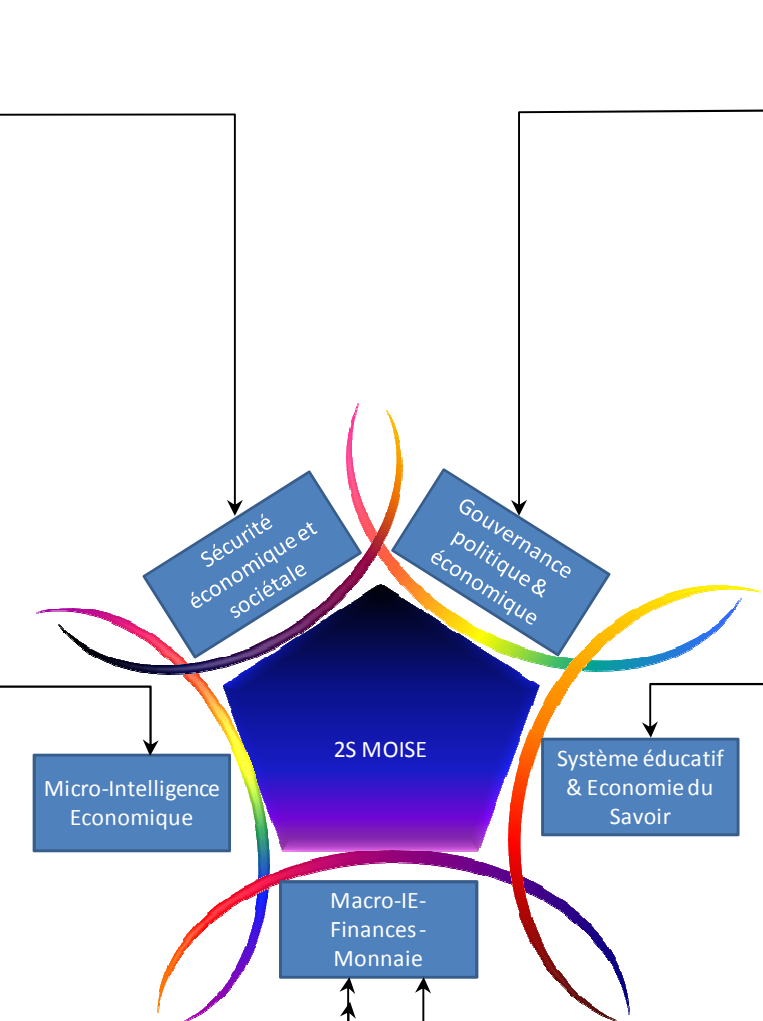 Sécurité
économique et
sociétale
Gouvernance
politique &
économique
2S MOISE
Micro-Intelligence
Economique
Système éducatif
& Economie du
Savoir
Macro-IE-
Finances -
Monnaie